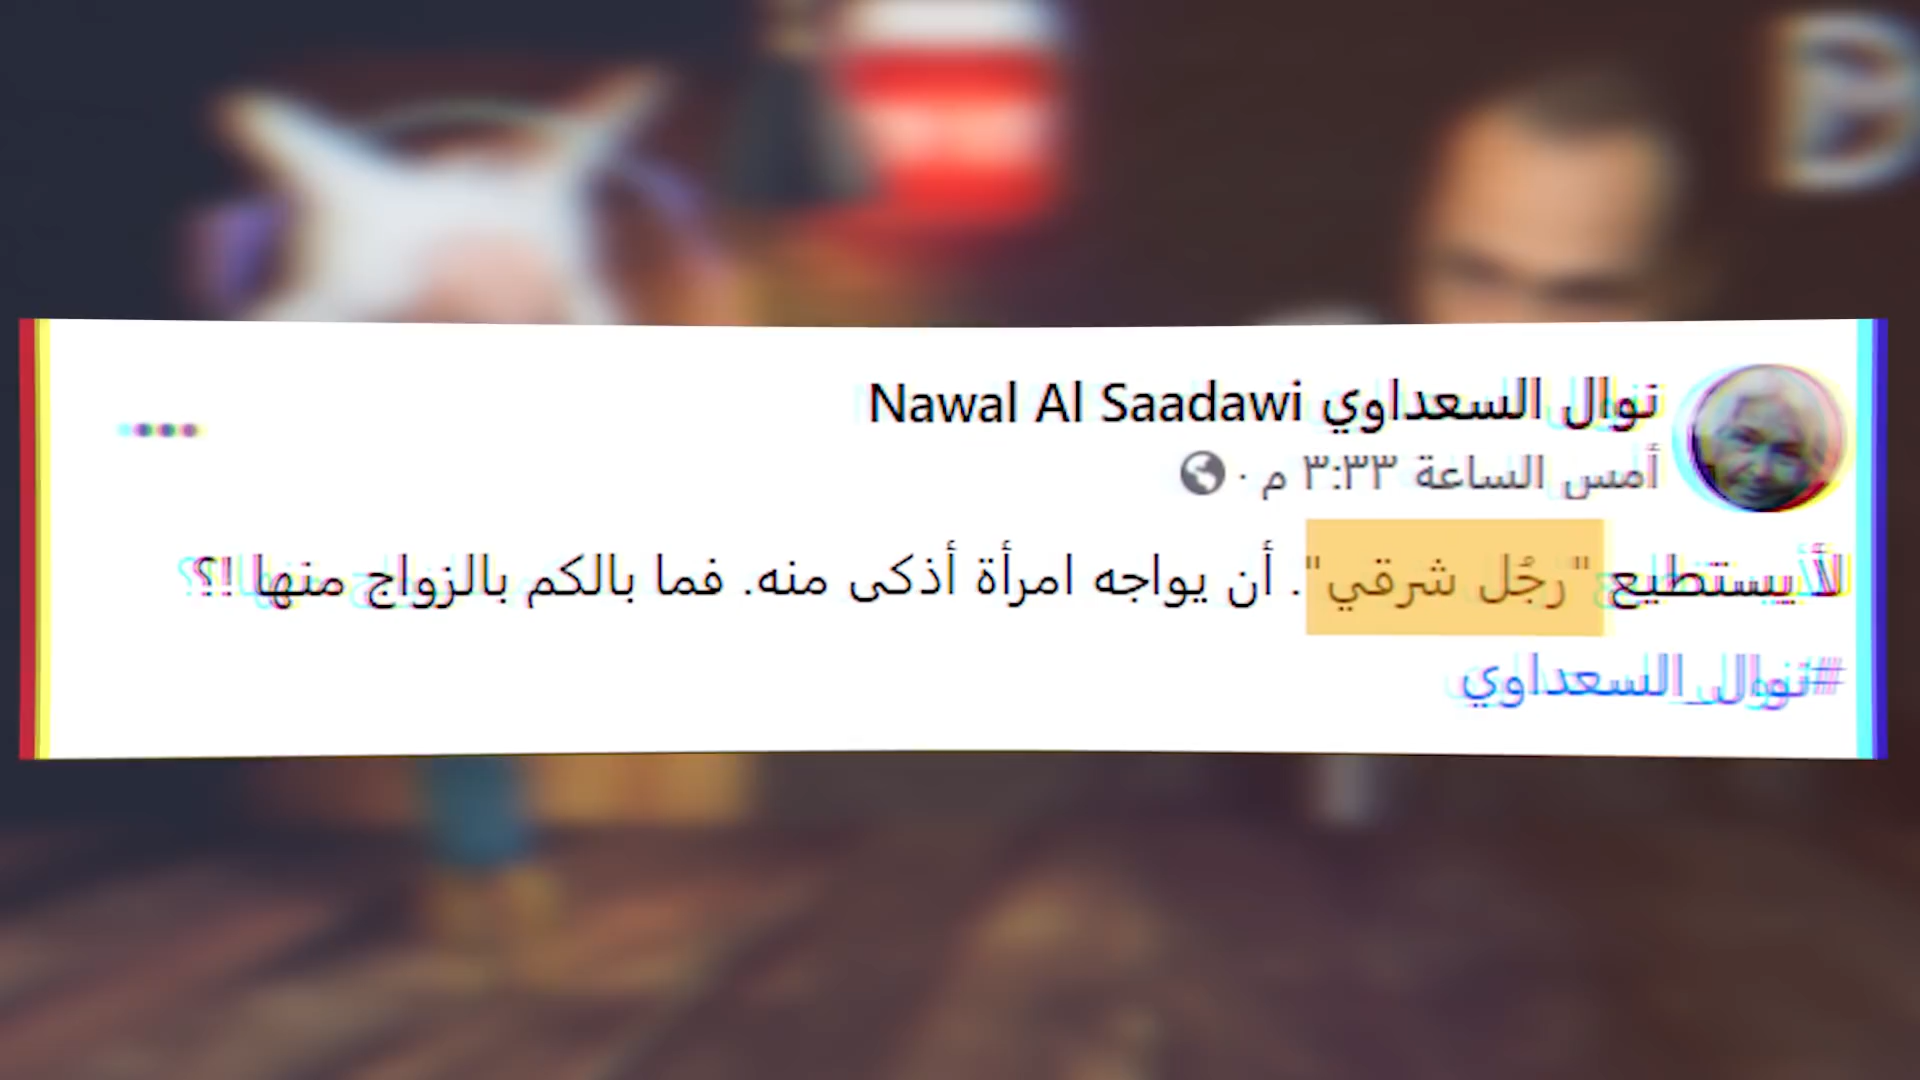 B
نوال السعداوي Nawal Al Saadawi
أمس الساعة ٣:٣٣ م ·
لا يستطيع "رجُل شرقي". أن يواجه امرأة أذكى منه. فما بالكم بالزواج منها !؟
#نوال_السعداوي